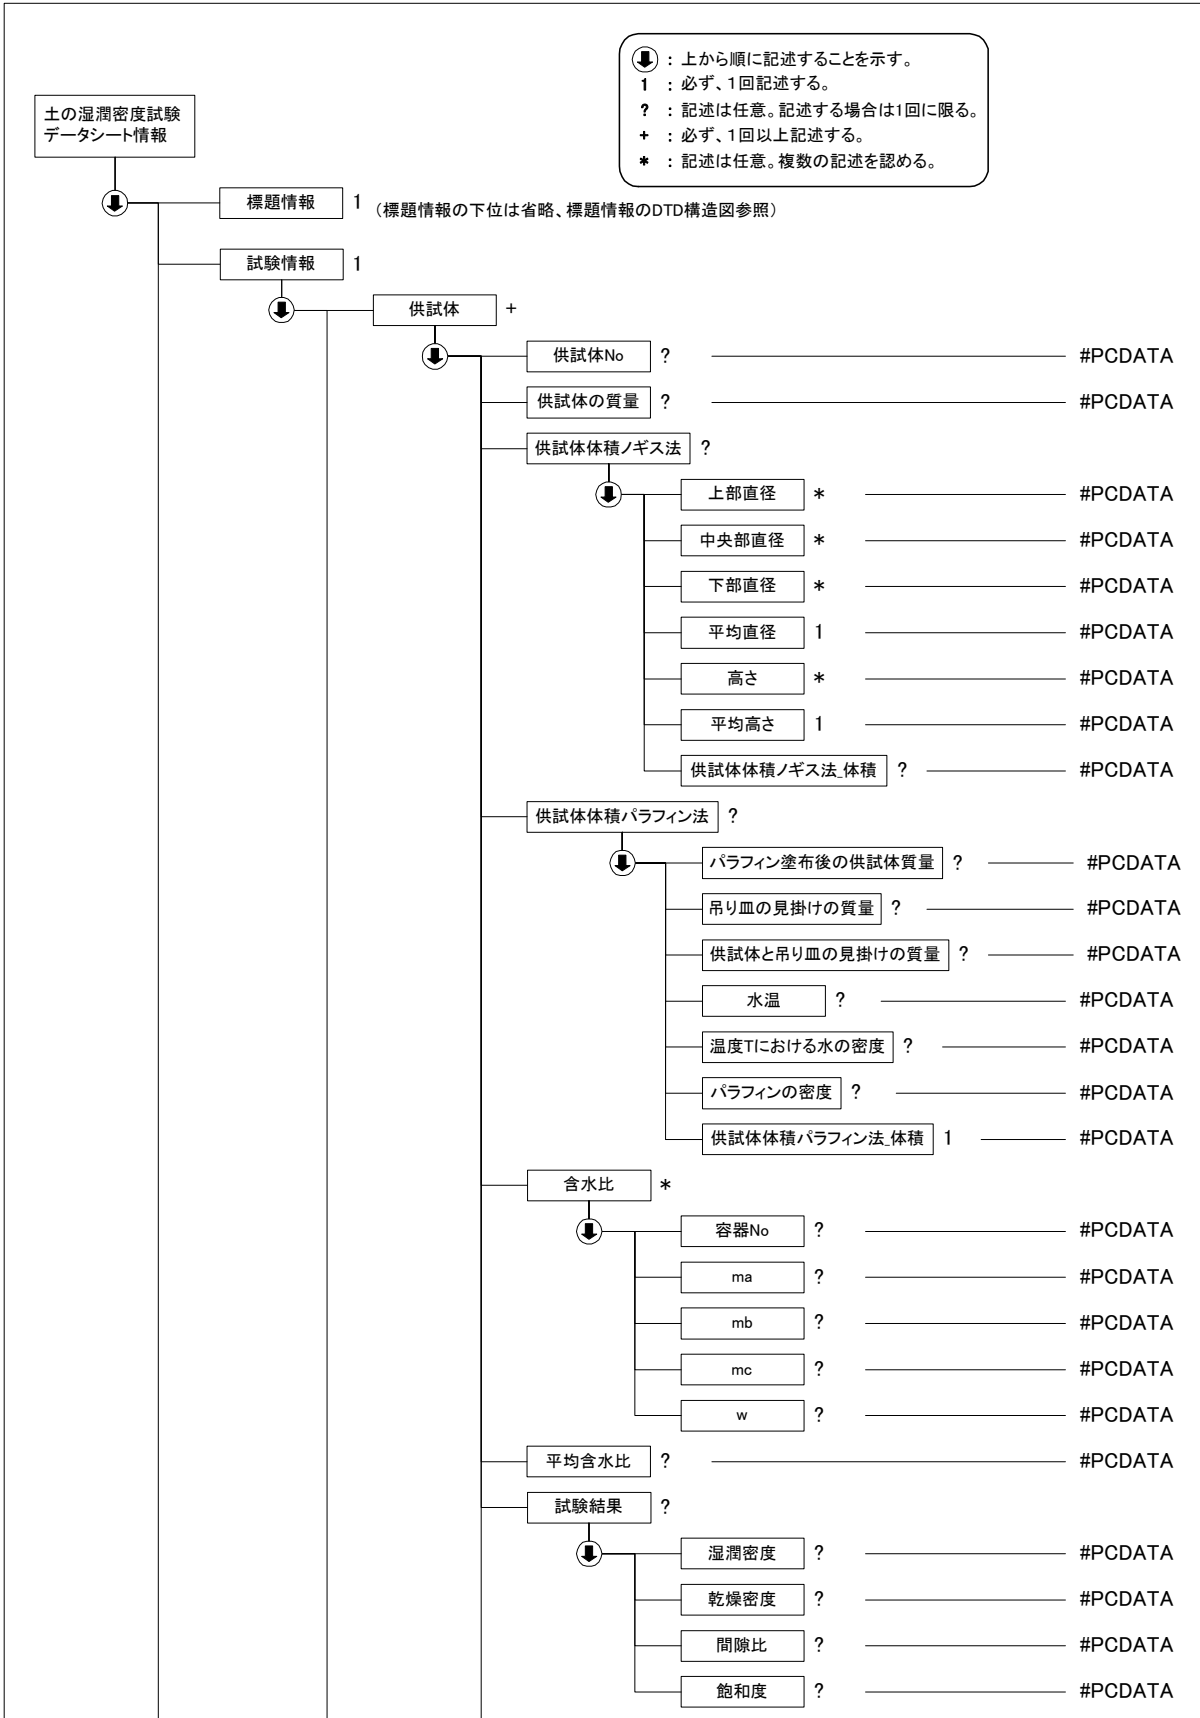 ：上から順に記述することを示す。
1 ：必ず、1回記述する。
? ：記述は任意。記述する場合は1回に限る。
+ ：必ず、1回以上記述する。
* ：記述は任意。複数の記述を認める。
土の湿潤密度試験
データシート情報
標題情報 1 (標題情報の下位は省略、標題情報のDTD構造図参照)
試験情報 1
供試体 +
供試体No ? #PCDATA
供試体の質量 ? #PCDATA
供試体体積ノギス法 ?
上部直径 * #PCDATA
中央部直径 * #PCDATA
下部直径 * #PCDATA
平均直径 1 #PCDATA
高さ * #PCDATA
平均高さ 1 #PCDATA
供試体体積ノギス法_体積 ? #PCDATA
供試体体積パラフィン法 ?
パラフィン塗布後の供試体質量 ? #PCDATA
吊り皿の見掛けの質量 ? #PCDATA
供試体と吊り皿の見掛けの質量 ? #PCDATA
水温 ? #PCDATA
温度Tにおける水の密度 ? #PCDATA
パラフィンの密度 ? #PCDATA
供試体体積パラフィン法_体積 1 #PCDATA
含水比 *
容器No ? #PCDATA
ma ? #PCDATA
mb ? #PCDATA
mc ? #PCDATA
w ? #PCDATA
平均含水比 ? #PCDATA
試験結果 ?
湿潤密度 ? #PCDATA
乾燥密度 ? #PCDATA
間隙比 ? #PCDATA
飽和度 ? #PCDATA